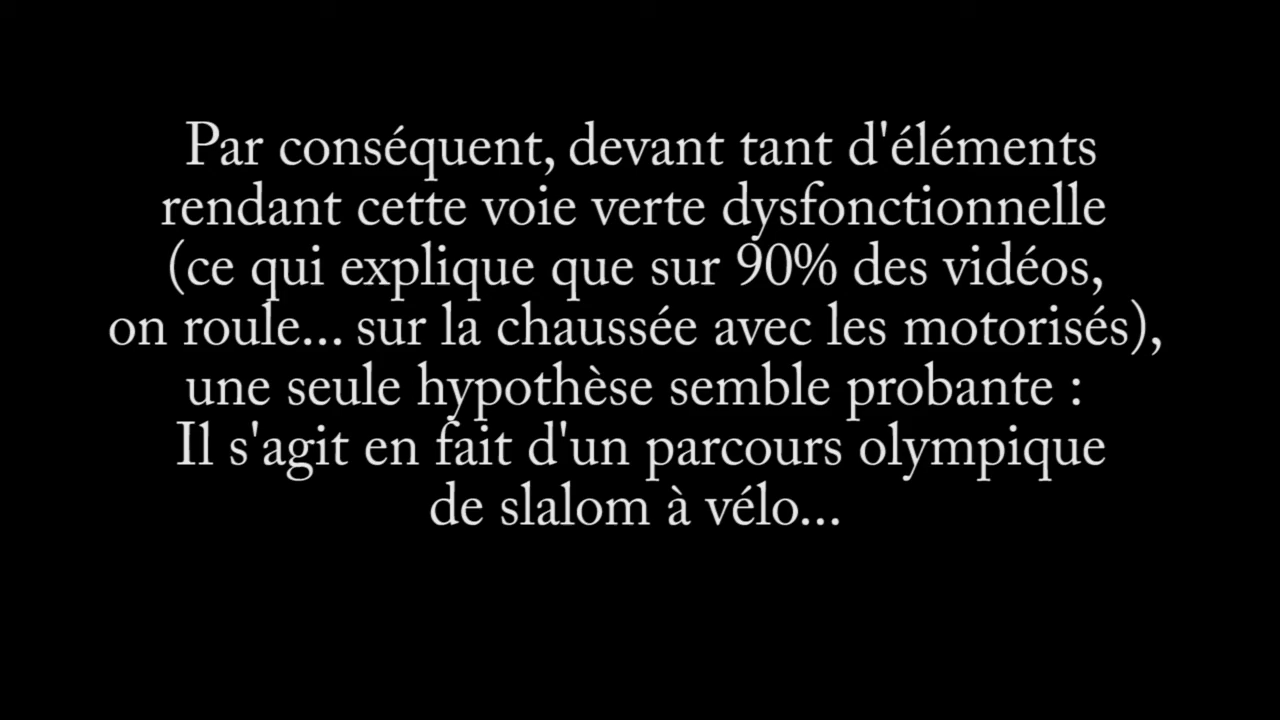 Par conséquent, devant tant d'éléments
rendant cette voie verte dysfonctionnelle
(ce qui explique que sur 90% des vidéos,
on roule... sur la chaussée avec les motorisés),
une seule hypothèse semble probante :
Il s'agit en fait d'un parcours olympique
de slalom à vélo...